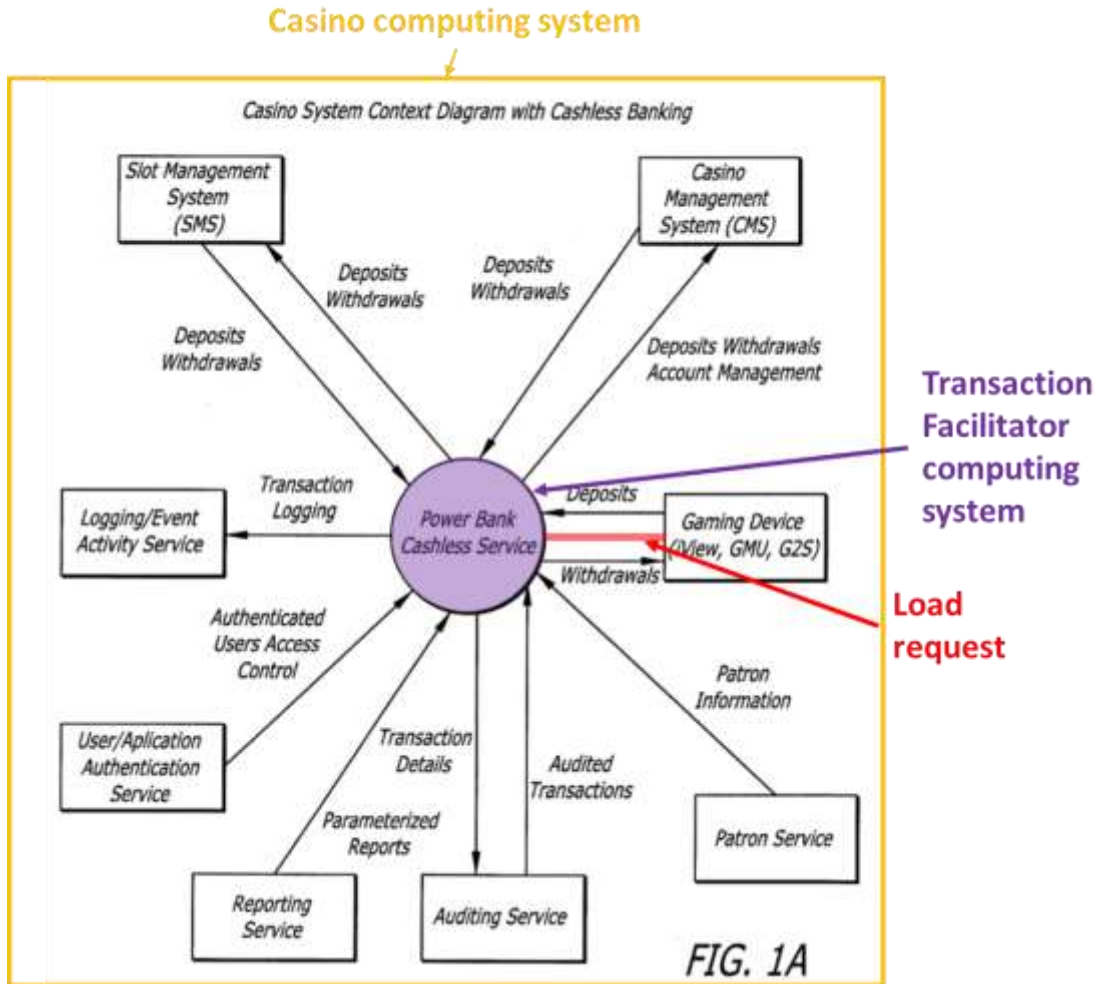 Casino computing system
Casino System Context Diagram with Cashless Banking
Slot Management
System
(SMS)
Casino
Management
System (CMS)
Deposits
Withdrawals
Deposits
Withdrawals
Deposits
Withdrawals
Deposits Withdrawals
Account Management
Transaction
Facilitator
computing
system
Transaction
Logging
Logging/Event
Activity Service
Power Bank
Cashless Service
Deposits
Gaming Device
(iView, GMU, G2S)
Withdrawals
Load
request
Authenticated
Users Access
Control
Patron
Information
User/Aplication
Authentication
Service
Transaction
Details
Audited
Transactions
Parameterized
Reports
Patron Service
Reporting
Service
Auditing Service
FIG. 1A